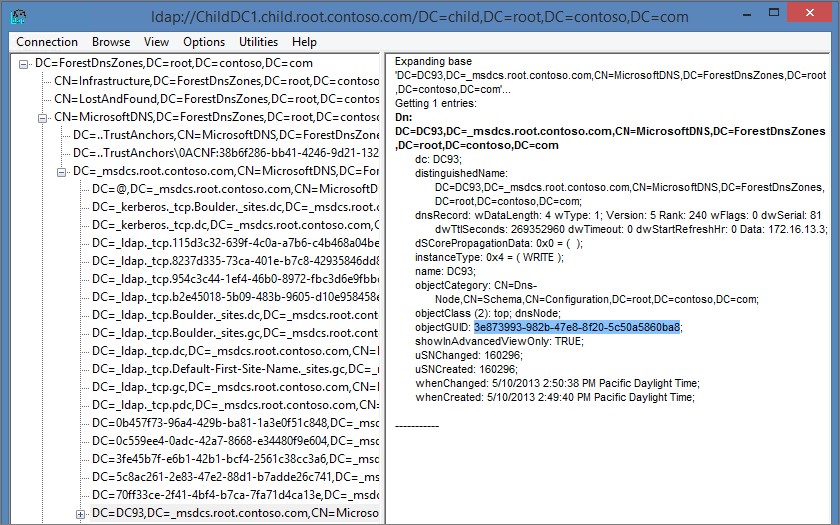 ldap://ChildDC1.child.root.contoso.com/DC=child,DC=root,DC=contoso,DC=com
Connection Browse View Options Utilities Help
DC=ForestDnsZones,DC=root,DC=contoso,DC=com
CN=Infrastructure,DC=ForestDnsZones,DC=root,DC=contoso
CN=LostAndFound,DC=ForestDnsZones,DC=root,DC=contoso
CN=MicrosoftDNS,DC=ForestDnsZones,DC=root,DC=contoso
DC=..TrustAnchors,CN=MicrosoftDNS,DC=ForestDnsZone
DC=..TrustAnchors\0ACNF:38b6f286-bb41-4246-9d21-132
DC=_msdcs.root.contoso.com,CN=MicrosoftDNS,DC=For
DC=@,DC=_msdcs.root.contoso.com,CN=MicrosoftD
DC=_kerberos._tcp.Boulder._sites.dc,DC=_msdcs.root.c
DC=_kerberos._tcp.dc,DC=_msdcs.root.contoso.com,C
DC=_ldap._tcp.115d3c32-639f-4c0a-a7b6-c4b468a04be
DC=_ldap._tcp.8237d335-73ca-401e-b7c8-42935846dd8
DC=_ldap._tcp.954c3c44-1ef4-46b0-8972-fbc3d6e9fbb
DC=_ldap._tcp.b2e45018-5b09-483b-9605-d10e958458
DC=_ldap._tcp.Boulder._sites.dc,DC=_msdcs.root.cont
DC=_ldap._tcp.Boulder._sites.gc,DC=_msdcs.root.cont
DC=_ldap._tcp.dc,DC=_msdcs.root.contoso.com,CN=
DC=_ldap._tcp.Default-First-Site-Name._sites.gc,DC=
DC=_ldap._tcp.gc,DC=_msdcs.root.contoso.com,CN=
DC=_ldap._tcp.pdc,DC=_msdcs.root.contoso.com,CN=
DC=0b457f73-96a4-429b-ba81-1a3e0f51c848,DC=_msd
DC=0c559ee4-0adc-42a7-8668-e34480f9e604,DC=_msdc
DC=3fe45b7f-e6b1-42b1-bcf4-2561c38cc3a6,DC=_msdc
DC=5c8ac261-2e83-47e2-88d1-b7adde26c741,DC=_msd
DC=70ff33ce-2f41-4bf4-b7ca-7fa71d4ca13e,DC=_msdc
DC=DC93,DC=_msdcs.root.contoso.com,CN=Microso
Expanding base
'DC=DC93,DC=_msdcs.root.contoso.com,CN=MicrosoftDNS,DC=ForestDnsZones,DC=root
,DC=contoso,DC=com'...
Getting 1 entries:
Dn:
DC=DC93,DC=_msdcs.root.contoso.com,CN=MicrosoftDNS,DC=ForestDnsZones
,DC=root,DC=contoso,DC=com
dc: DC93;
distinguishedName:
DC=DC93,DC=_msdcs.root.contoso.com,CN=MicrosoftDNS,DC=ForestDnsZones,
DC=root,DC=contoso,DC=com;
dnsRecord: wDataLength: 4 wType: 1; Version: 5 Rank: 240 wFlags: 0 dwSerial: 81
dwTtlSeconds: 269352960 dwTimeout: 0 dwStartRefreshHr: 0 Data: 172.16.13.3;
dSCorePropagationData: 0x0 = ( );
instanceType: 0x4 = ( WRITE );
name: DC93;
objectCategory: CN=Dns-
Node,CN=Schema,CN=Configuration,DC=root,DC=contoso,DC=com;
objectClass (2): top; dnsNode;
objectGUID: 3e873993-982b-47e8-8f20-5c50a5860ba8;
showInAdvancedViewOnly: TRUE;
uSNChanged: 160296;
uSNCreated: 160296;
whenChanged: 5/10/2013 2:50:38 PM Pacific Daylight Time;
whenCreated: 5/10/2013 2:49:40 PM Pacific Daylight Time;
-----------